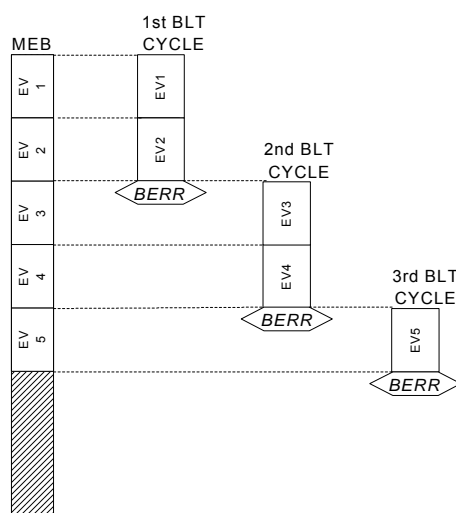 1st BLT
CYCLE
MEB
EV 1
EV1
EV 2
EV2
BERR
2nd BLT
CYCLE
EV 3
EV3
EV 4
EV4
BERR
3rd BLT
CYCLE
EV 5
EV5
BERR